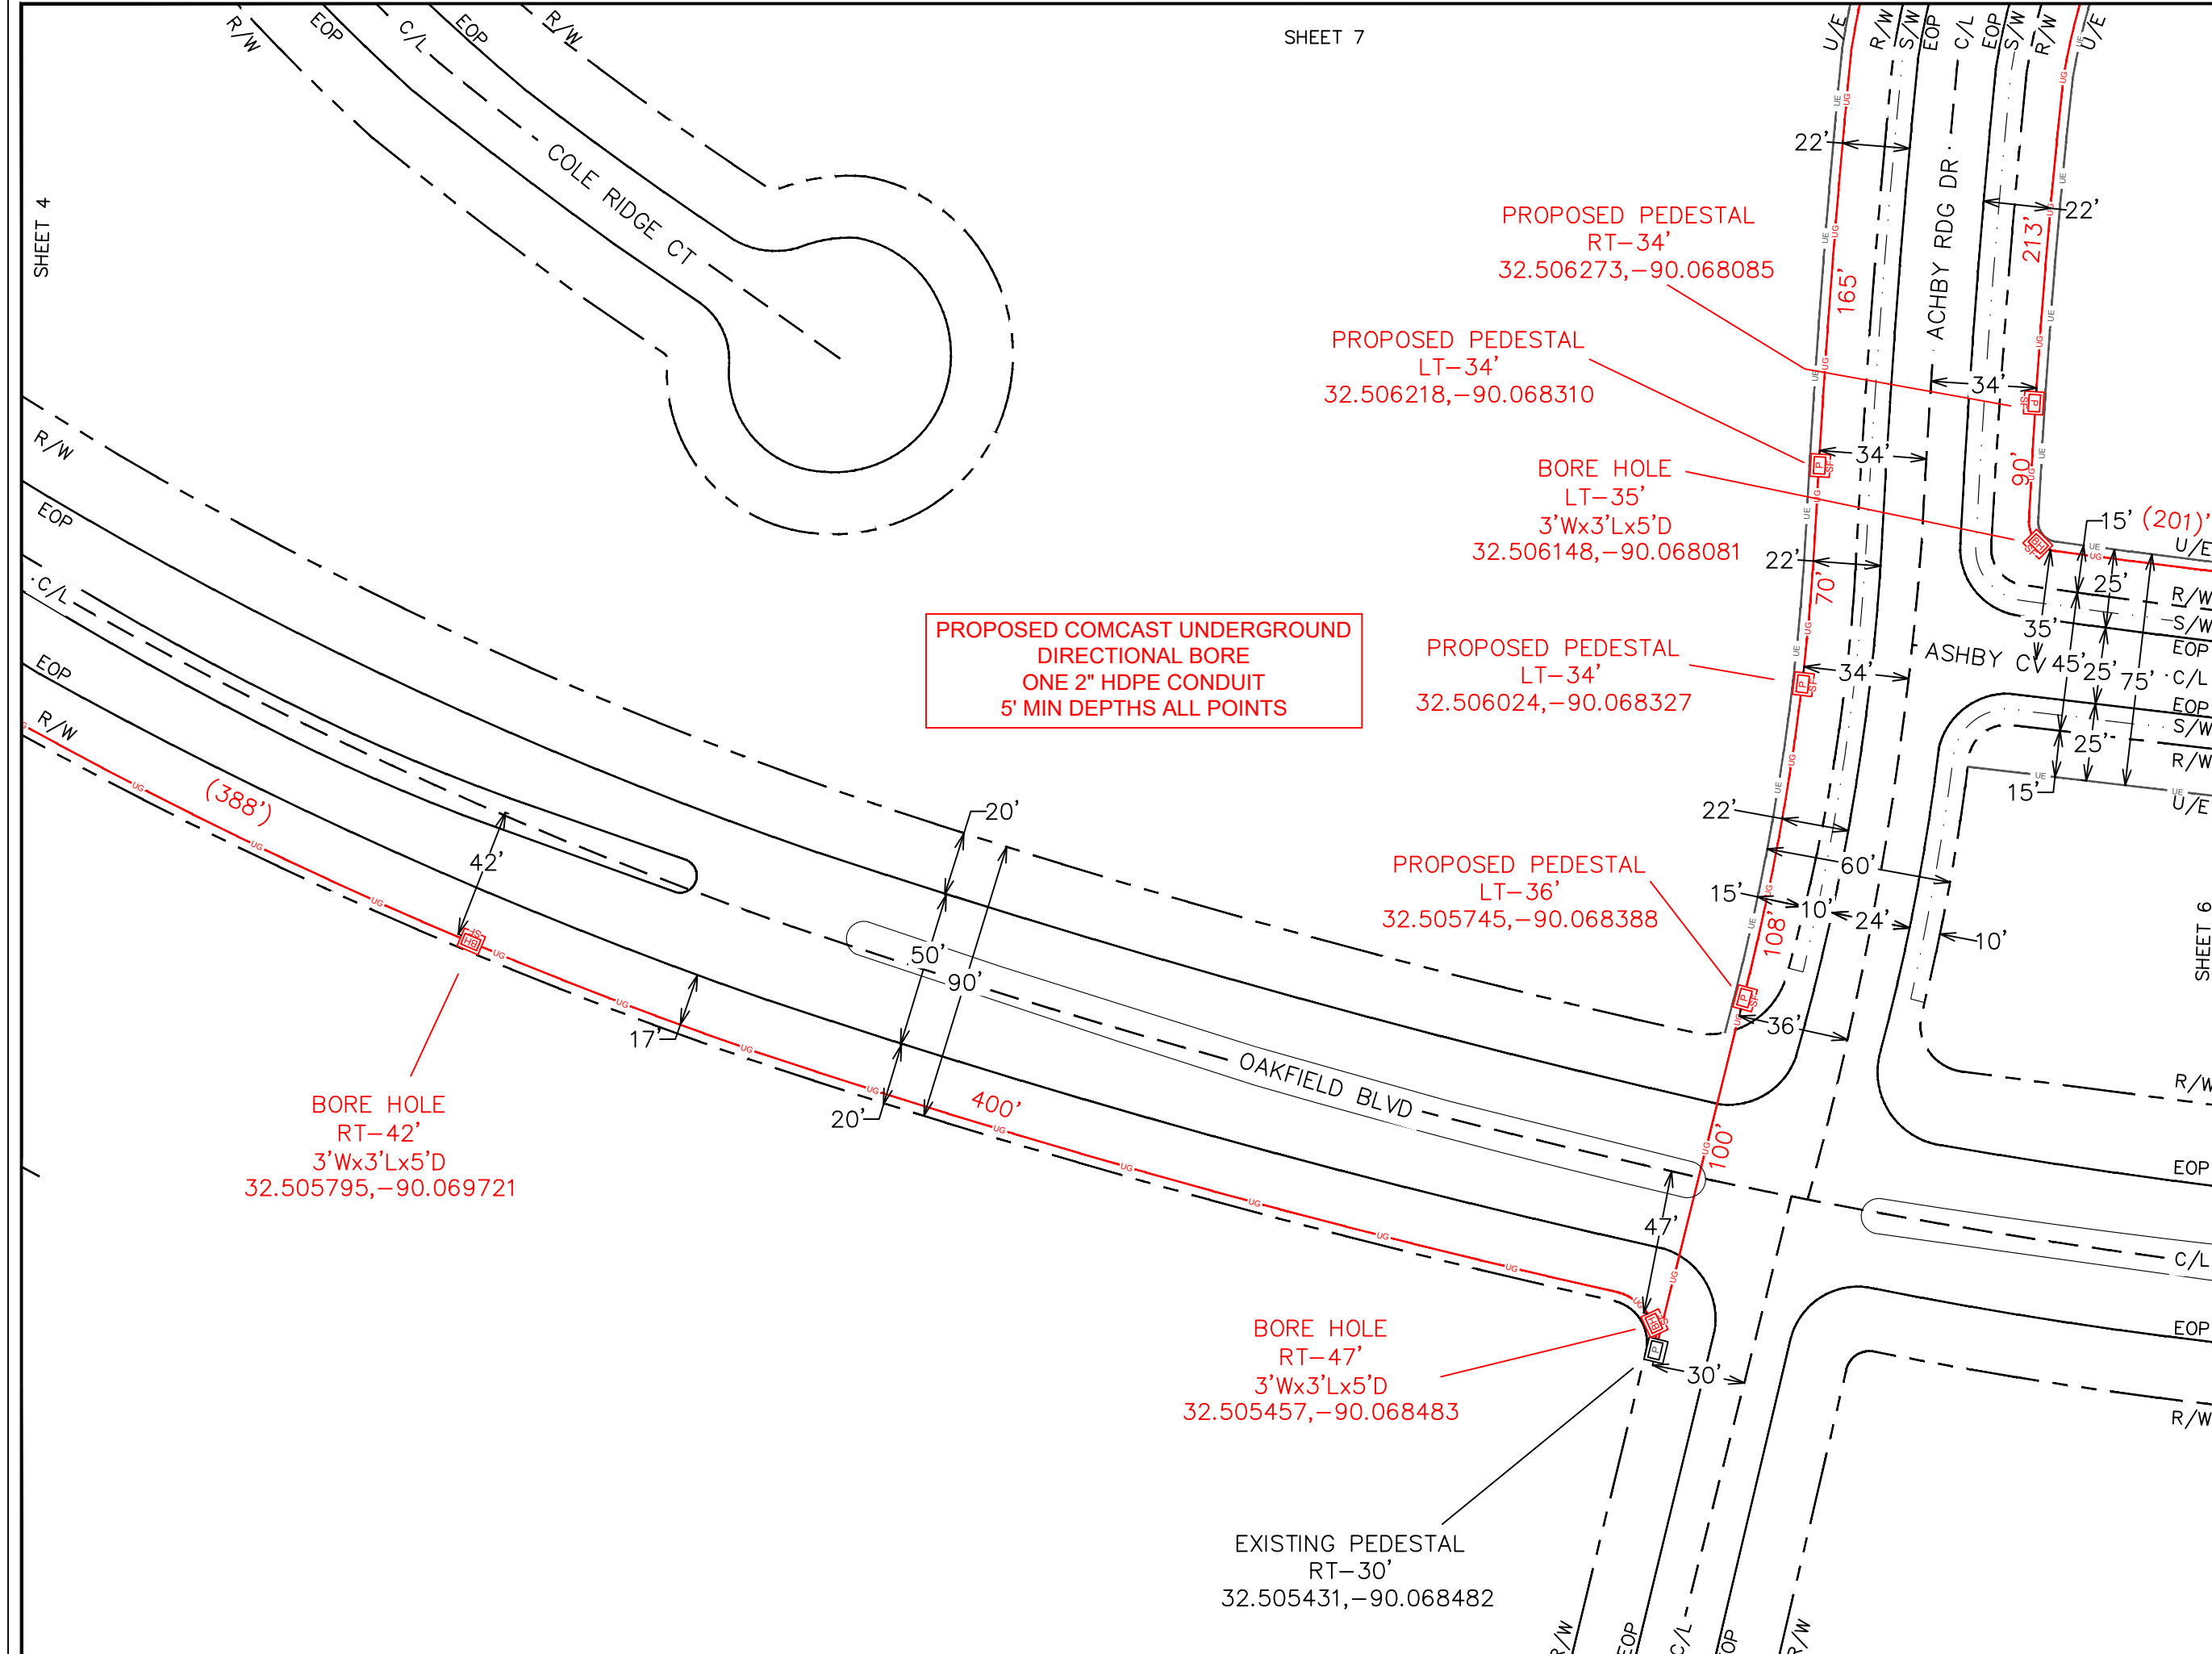 SHEET 7
SHEET 4
SHEET 6
R/W
EOP
C/L
EOP
R/W
COLE RIDGE CT
U/E
R/W
S/W
EOP
C/L
EOP
S/W
R/W
U/E
ACHBY RDG DR
22'
22'
213'
165'
34'
34'
90'
PROPOSED PEDESTAL
RT-34'
32.506273,-90.068085
PROPOSED PEDESTAL
LT-34'
32.506218,-90.068310
BORE HOLE
LT-35'
3'Wx3'Lx5'D
32.506148,-90.068081
PROPOSED COMCAST UNDERGROUND
DIRECTIONAL BORE
ONE 2" HDPE CONDUIT
5' MIN DEPTHS ALL POINTS
PROPOSED PEDESTAL
LT-34'
32.506024,-90.068327
PROPOSED PEDESTAL
LT-36'
32.505745,-90.068388
22'
70'
34'
22'
60'
15'
10'
24'
10'
108'
36'
15'
(201)'
U/E
25'
R/W
S/W
35'
EOP
ASHBY CV
45'
25'
75'
C/L
EOP
S/W
25'
R/W
15'
U/E
R/W
EOP
C/L
EOP
R/W
(388')
42'
20'
50'
90'
17'
20'
400'
OAKFIELD BLVD
100'
47'
30'
R/W
EOP
C/L
EOP
R/W
BORE HOLE
RT-42'
3'Wx3'Lx5'D
32.505795,-90.069721
BORE HOLE
RT-47'
3'Wx3'Lx5'D
32.505457,-90.068483
EXISTING PEDESTAL
RT-30'
32.505431,-90.068482
R/W
EOP
C/L
OP
R/W
UG
UE
P
SF
BH